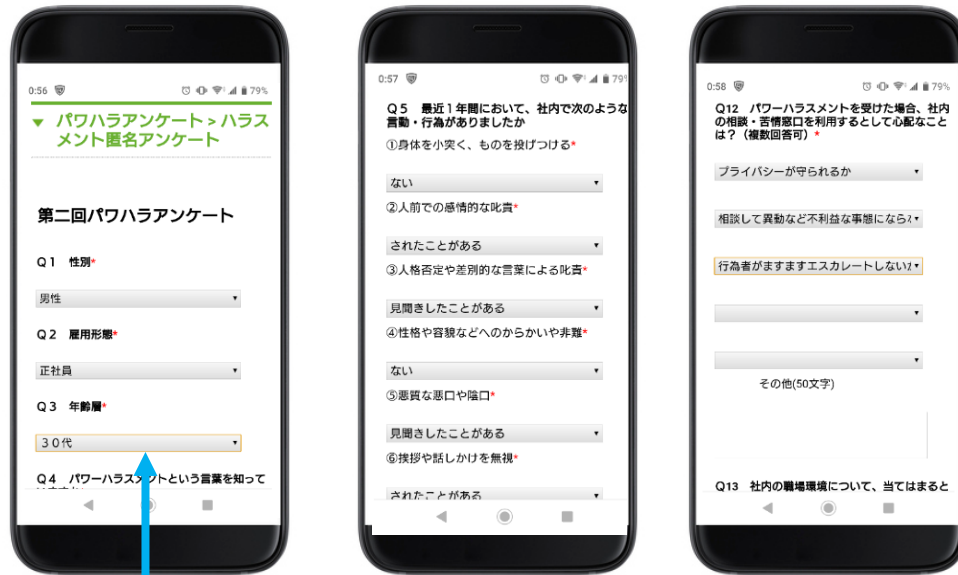 0:56
79%
▼ パワハラアンケート > ハラス
メント匿名アンケート
第二回パワハラアンケート
Q1 性別*
男性
Q2 雇用形態*
正社員
Q3 年齢層*
30代
Q4 パワーハラスメントという言葉を知って
0:57
79%
Q5 最近1年間において、社内で次のような
言動・行為がありましたか
①身体を小突く、ものを投げつける*
ない
②人前での感情的な叱責*
されたことがある
③人格否定や差別的な言葉による叱責*
見聞きしたことがある
④性格や容貌などへのからかいや非難*
ない
⑤悪質な悪口や陰口*
見聞きしたことがある
⑥挨拶や話しかけを無視*
されたことがある
0:58
79%
Q12 パワーハラスメントを受けた場合、社内
の相談・苦情窓口を利用するとして心配なこと
は？（複数回答可）*
プライバシーが守られるか
相談して異動など不利益な事態になら
行為者がますますエスカレートしない
その他(50文字)
Q13 社内の職場環境について、当てはまると